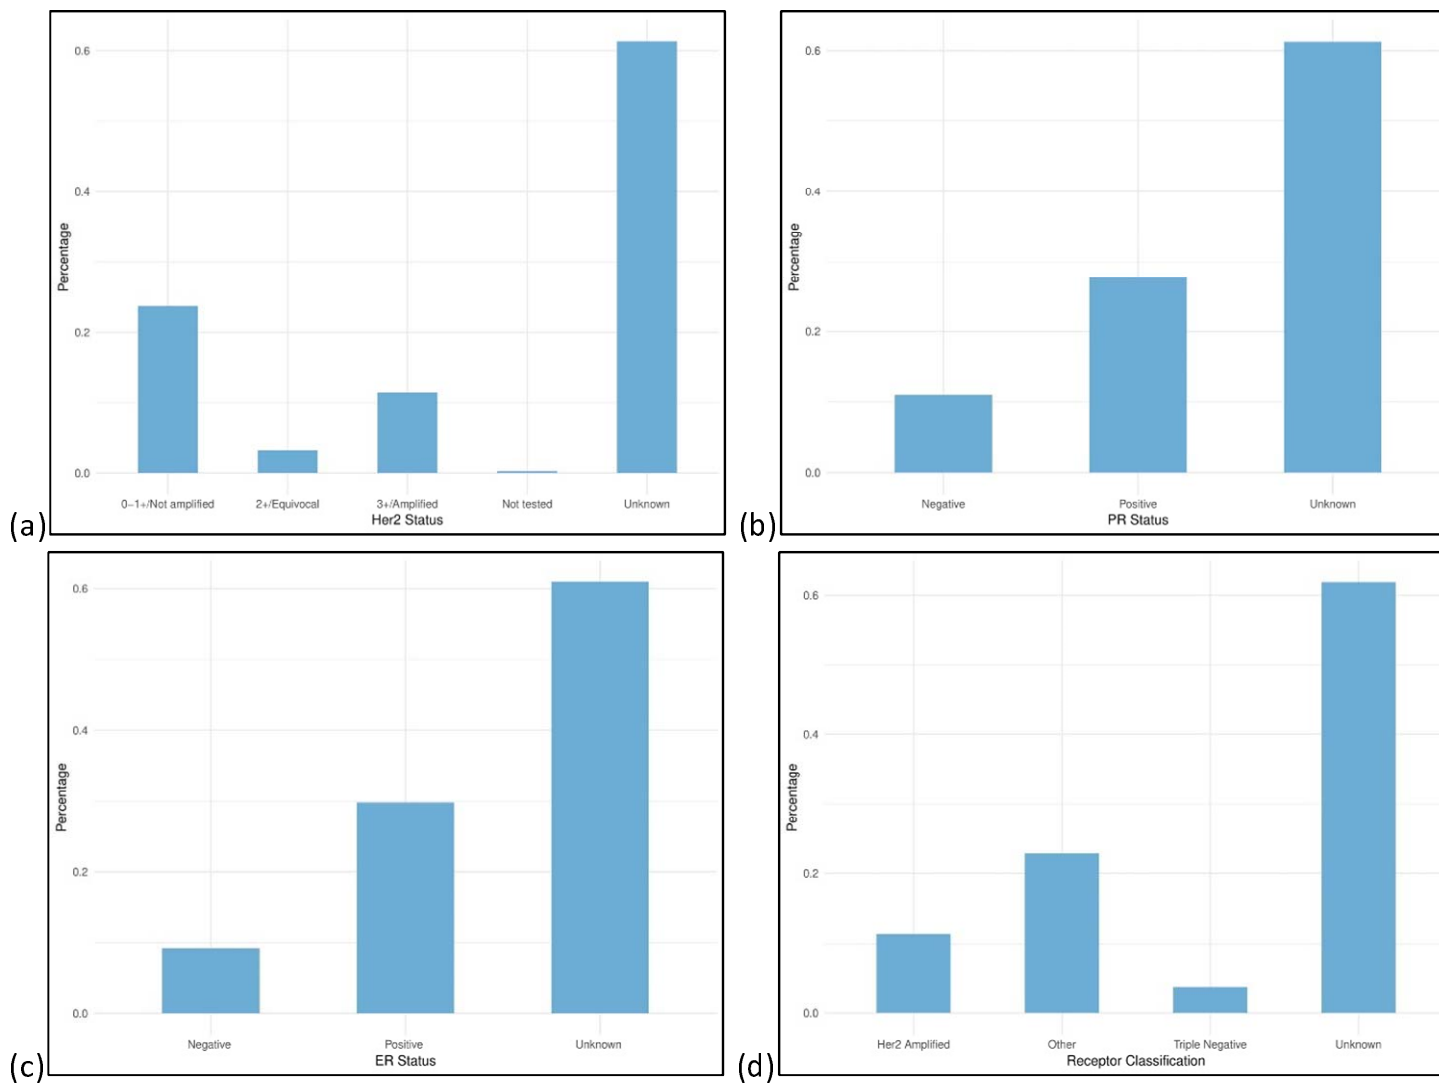 0.6
0.4
0.2
0.0
Percentage
0–1+/Not amplified 2+/Equivocal 3+/Amplified Not tested Unknown
Her2 Status
(a)
0.6
0.4
0.2
0.0
Percentage
Negative Positive Unknown
PR Status
(b)
0.6
0.4
0.2
0.0
Percentage
Negative Positive Unknown
ER Status
(c)
0.6
0.4
0.2
0.0
Percentage
Her2 Amplified Other Triple Negative Unknown
Receptor Classification
(d)